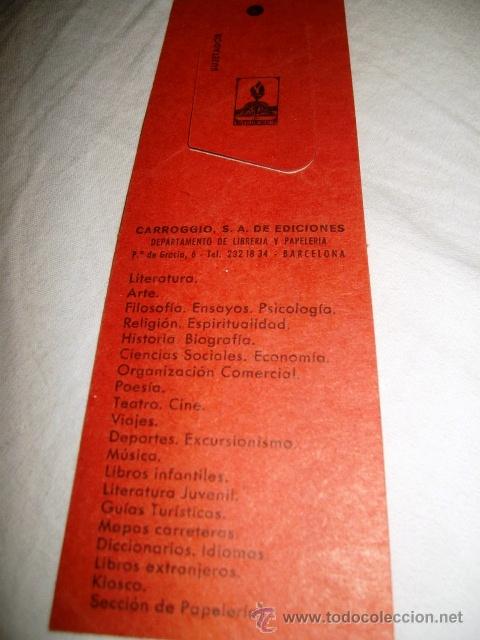 SUJETADOR
CARROGGIO, S. A. DE EDICIONES
DEPARTAMENTO DE LIBRERIA Y PAPELERIA
P.º de Gracia, 6 - Tel. 232 18 34 - BARCELONA
Literatura.
Arte.
Filosofía. Ensayos. Psicología.
Religión. Espiritualidad.
Historia. Biografía.
Ciencias Sociales. Economía.
Organización Comercial.
Poesía.
Teatro. Cine.
Viajes.
Deportes. Excursionismo.
Música.
Libros infantiles.
Literatura Juvenil.
Guías Turísticas.
Mapas carreteras.
Diccionarios. Idiomas.
Libros extranjeros.
Kiosco.
Sección de Papelería
www.todocoleccion.net